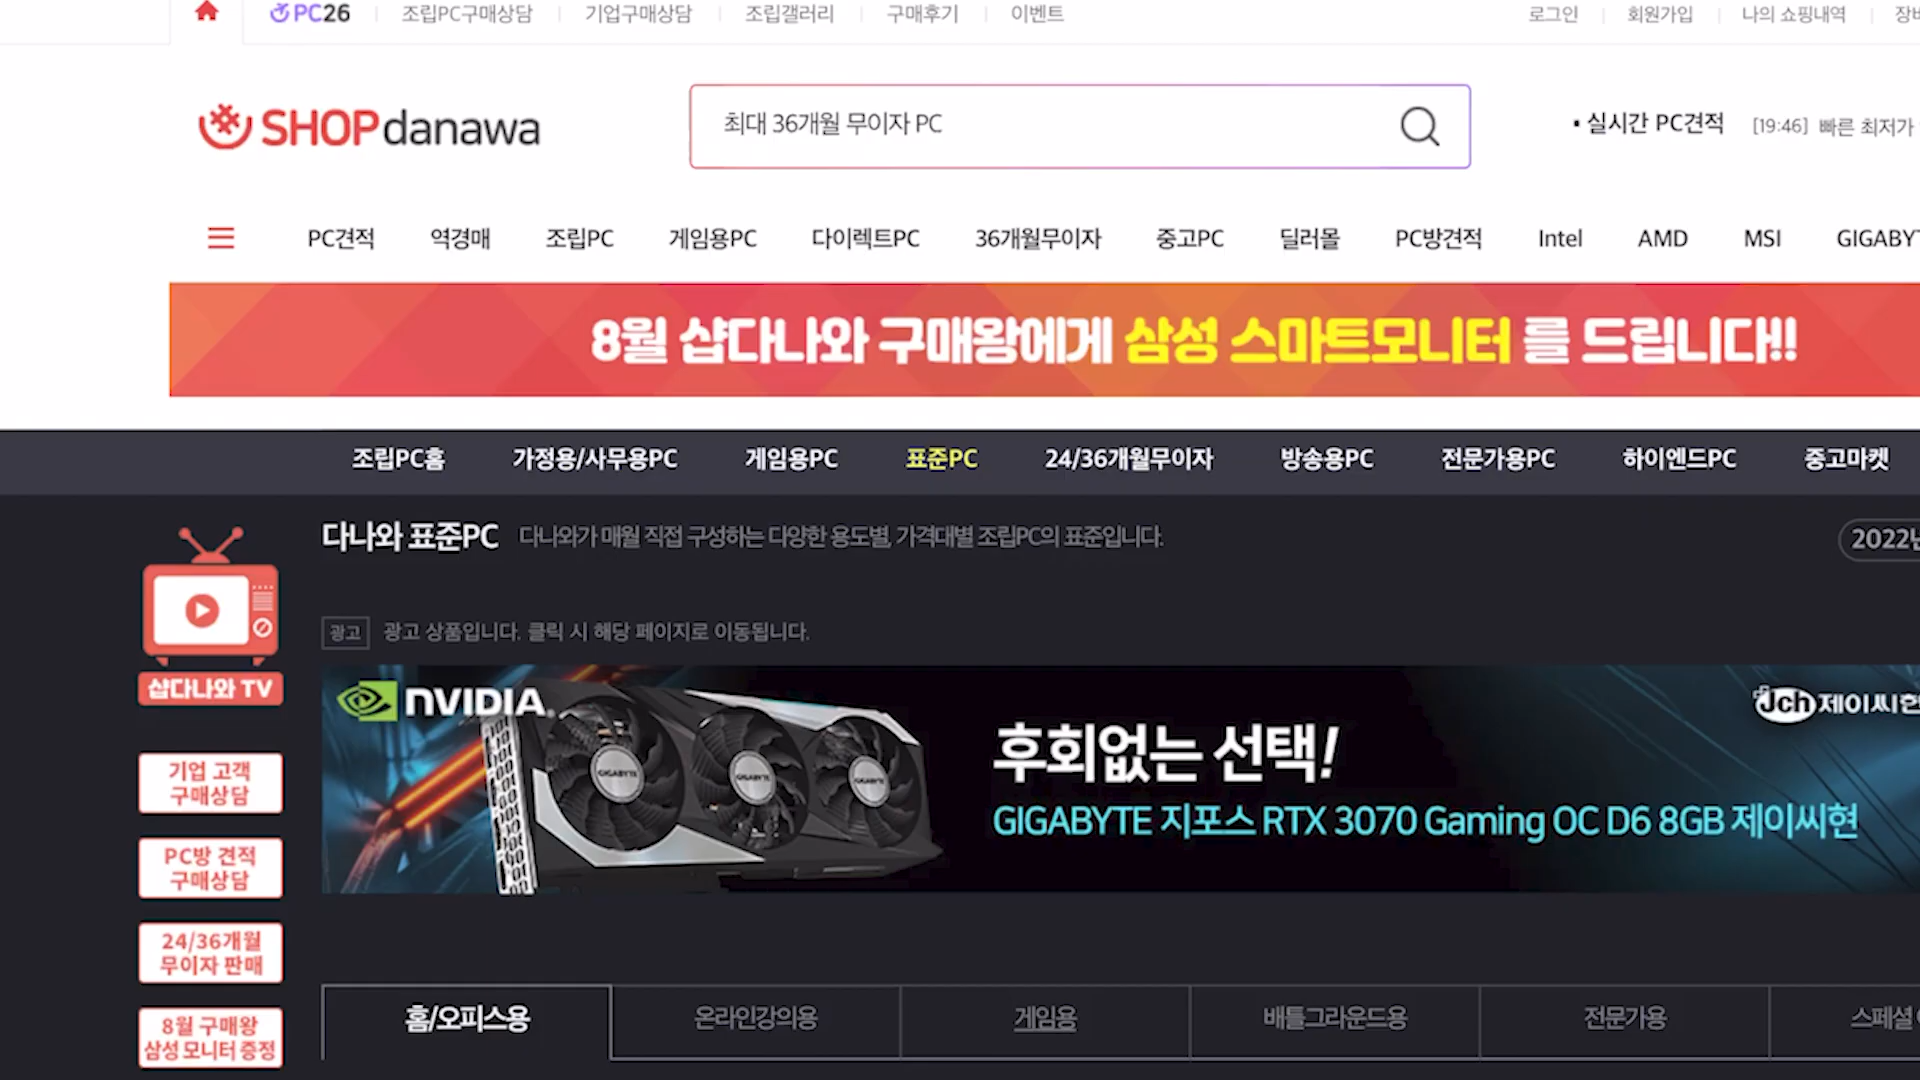 PC26 조립PC구매상담 기업구매상담 조립갤러리 구매후기 이벤트 로그인 회원가입 나의 쇼핑내역
SHOPdanawa
최대 36개월 무이자 PC
실시간 PC견적 [19:46] 빠른 최저가
PC견적 역경매 조립PC 게임용PC 다이렉트PC 36개월무이자 중고PC 딜러몰 PC방견적 Intel AMD MSI GIGABY
8월 샵다나와 구매왕에게 삼성 스마트모니터 를 드립니다!!
조립PC홈 가정용/사무용PC 게임용PC 표준PC 24/36개월무이자 방송용PC 전문가용PC 하이엔드PC 중고마켓
다나와 표준PC 다나와가 매월 직접 구성하는 다양한 용도별, 가격대별 조립PC의 표준입니다.
2022년
광고 광고 상품입니다. 클릭 시 해당 페이지로 이동됩니다.
샵다나와 TV
NVIDIA.
GIGABYTE
GIGABYTE
GIGABYTE
Jch 제이씨현
후회없는 선택!
GIGABYTE 지포스 RTX 3070 Gaming OC D6 8GB 제이씨현
기업 고객
구매상담
PC방 견적
구매상담
24/36개월
무이자 판매
8월 구매왕
삼성 모니터 증정
홈/오피스용 온라인강의용 게임용 배틀그라운드용 전문가용 스페셜